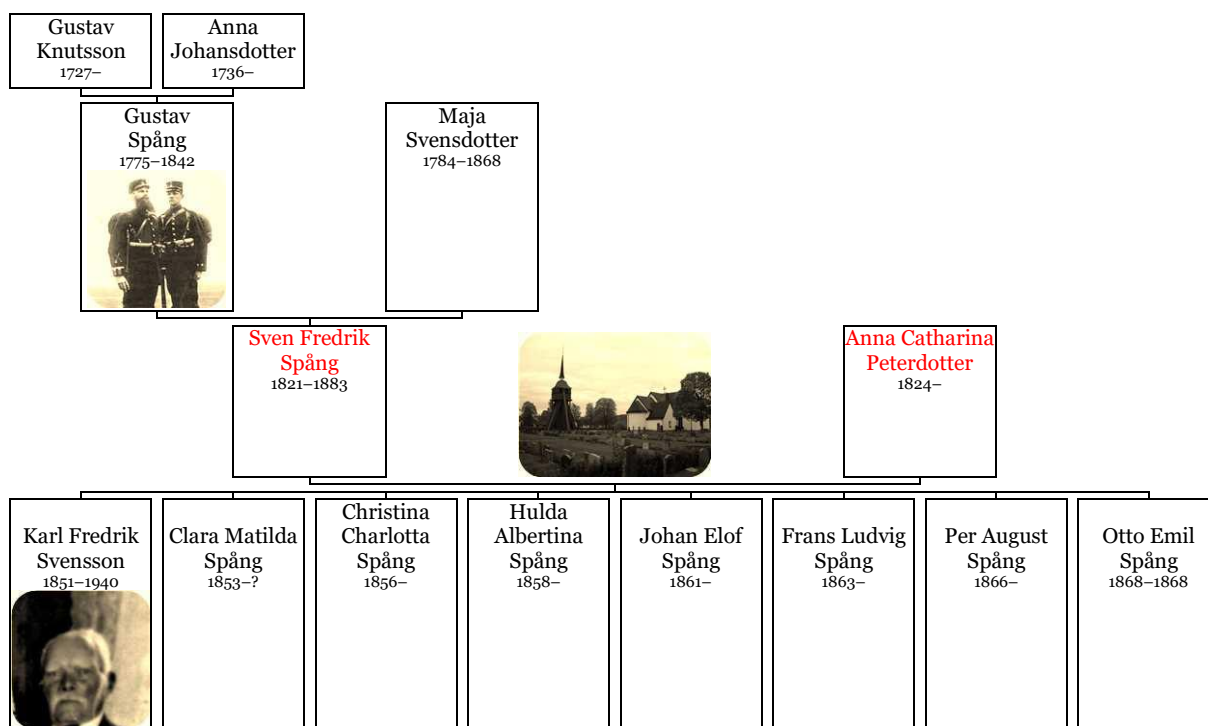 Gustav
Knutsson
1727–
Anna
Johansdotter
1736–
Gustav
Spång
1775–1842
Maja
Svensdotter
1784–1868
Sven Fredrik
Spång
1821–1883
Anna Catharina
Peterdotter
1824–
Karl Fredrik
Svensson
1851–1940
Clara Matilda
Spång
1853–?
Christina
Charlotta
Spång
1856–
Hulda
Albertina
Spång
1858–
Johan Elof
Spång
1861–
Frans Ludvig
Spång
1863–
Per August
Spång
1866–
Otto Emil
Spång
1868–1868